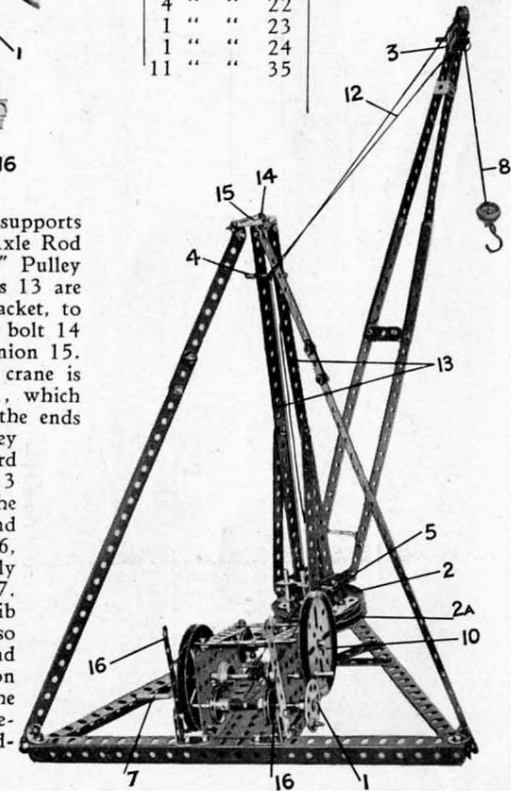 4 " " 22
1 " " 23
1 " " 24
11 " " 35
1
16
3
12
8
14
15
4
13
5
2
2A
10
16
7
16
1
supports
xle Rod
" Pulley
s 13 are
acket, to
bolt 14
nion 15.
crane is
., which
the ends
ey
rd
3
he
nd
6,
ly
7.
ib
so
nd
on
he
e-
d-